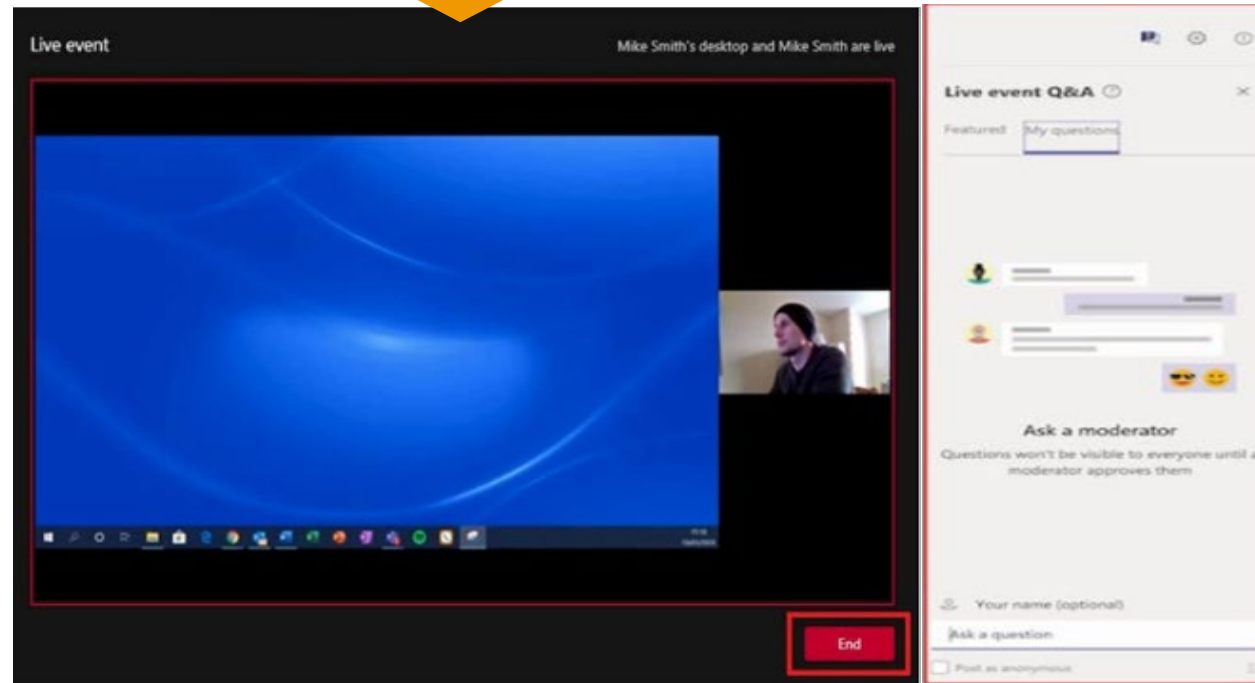 Live event
Mike Smith's desktop and Mike Smith are live
End
Live event Q&A
Featured My questions
Ask a moderator
Questions won't be visible to everyone until a
moderator approves them
Your name (optional)
Ask a question
Post as anonymous